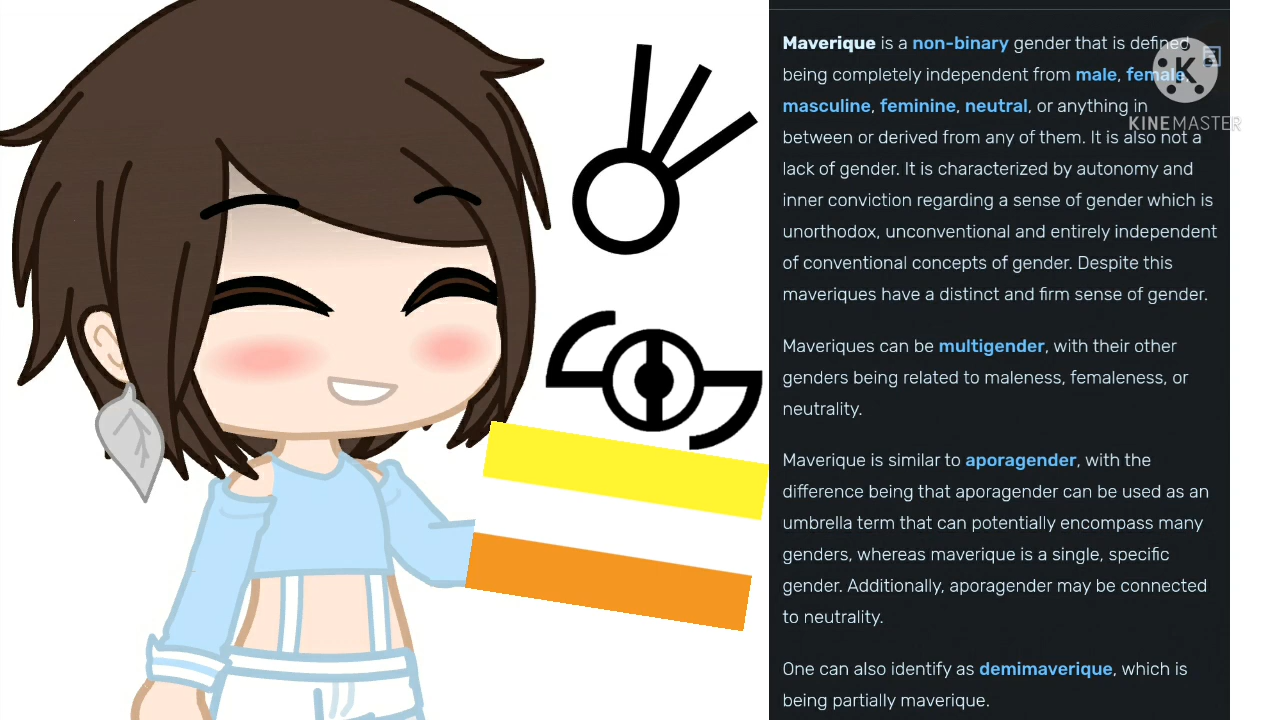 Maverique is a non-binary gender that is defined
being completely independent from male, female,
masculine, feminine, neutral, or anything in
between or derived from any of them. It is also not a
lack of gender. It is characterized by autonomy and
inner conviction regarding a sense of gender which is
unorthodox, unconventional and entirely independent
of conventional concepts of gender. Despite this
maveriques have a distinct and firm sense of gender.
Maveriques can be multigender, with their other
genders being related to maleness, femaleness, or
neutrality.
Maverique is similar to aporagender, with the
difference being that aporagender can be used as an
umbrella term that can potentially encompass many
genders, whereas maverique is a single, specific
gender. Additionally, aporagender may be connected
to neutrality.
One can also identify as demimaverique, which is
being partially maverique.
K
KINEMASTER